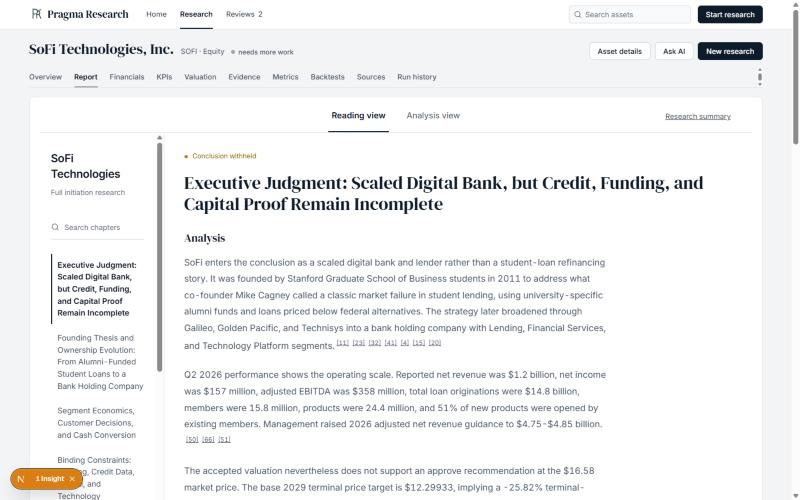 Pragma Research
Home Research Reviews 2
Search assets
Start research
SoFi Technologies, Inc. SOFI · Equity needs more work
Asset details
Ask AI
New research
Overview Report Financials KPIs Valuation Evidence Metrics Backtests Sources Run history
Reading view Analysis view
Research summary
SoFi
Technologies
Full initiation research
Search chapters
Executive Judgment:
Scaled Digital Bank,
but Credit, Funding,
and Capital Proof
Remain Incomplete
Founding Thesis and
Ownership Evolution:
From Alumni-Funded
Student Loans to a
Bank Holding Company
Segment Economics,
Customer Decisions,
and Cash Conversion
Binding Constraints:
Credit Data,
and
Technology
N 1 Insight ×
Conclusion withheld
Executive Judgment: Scaled Digital Bank, but Credit, Funding, and
Capital Proof Remain Incomplete
Analysis
SoFi enters the conclusion as a scaled digital bank and lender rather than a student-loan refinancing
story. It was founded by Stanford Graduate School of Business students in 2011 to address what
co-founder Mike Cagney called a classic market failure in student lending, using university-specific
alumni funds and loans priced below federal alternatives. The strategy later broadened through
Galileo, Golden Pacific, and Technisys into a bank holding company with Lending, Financial Services,
and Technology Platform segments. [11] [23] [32] [41] [4] [15] [20]
Q2 2026 performance shows the operating scale. Reported net revenue was $1.2 billion, net income
was $157 million, adjusted EBITDA was $358 million, total loan originations were $14.8 billion,
members were 15.8 million, products were 24.4 million, and 51% of new products were opened by
existing members. Management raised 2026 adjusted net revenue guidance to $4.75-$4.85 billion.
[50] [66] [51]
The accepted valuation nevertheless does not support an approve recommendation at the $16.58
market price. The base 2029 terminal price target is $12.29933, implying a -25.82% terminal-